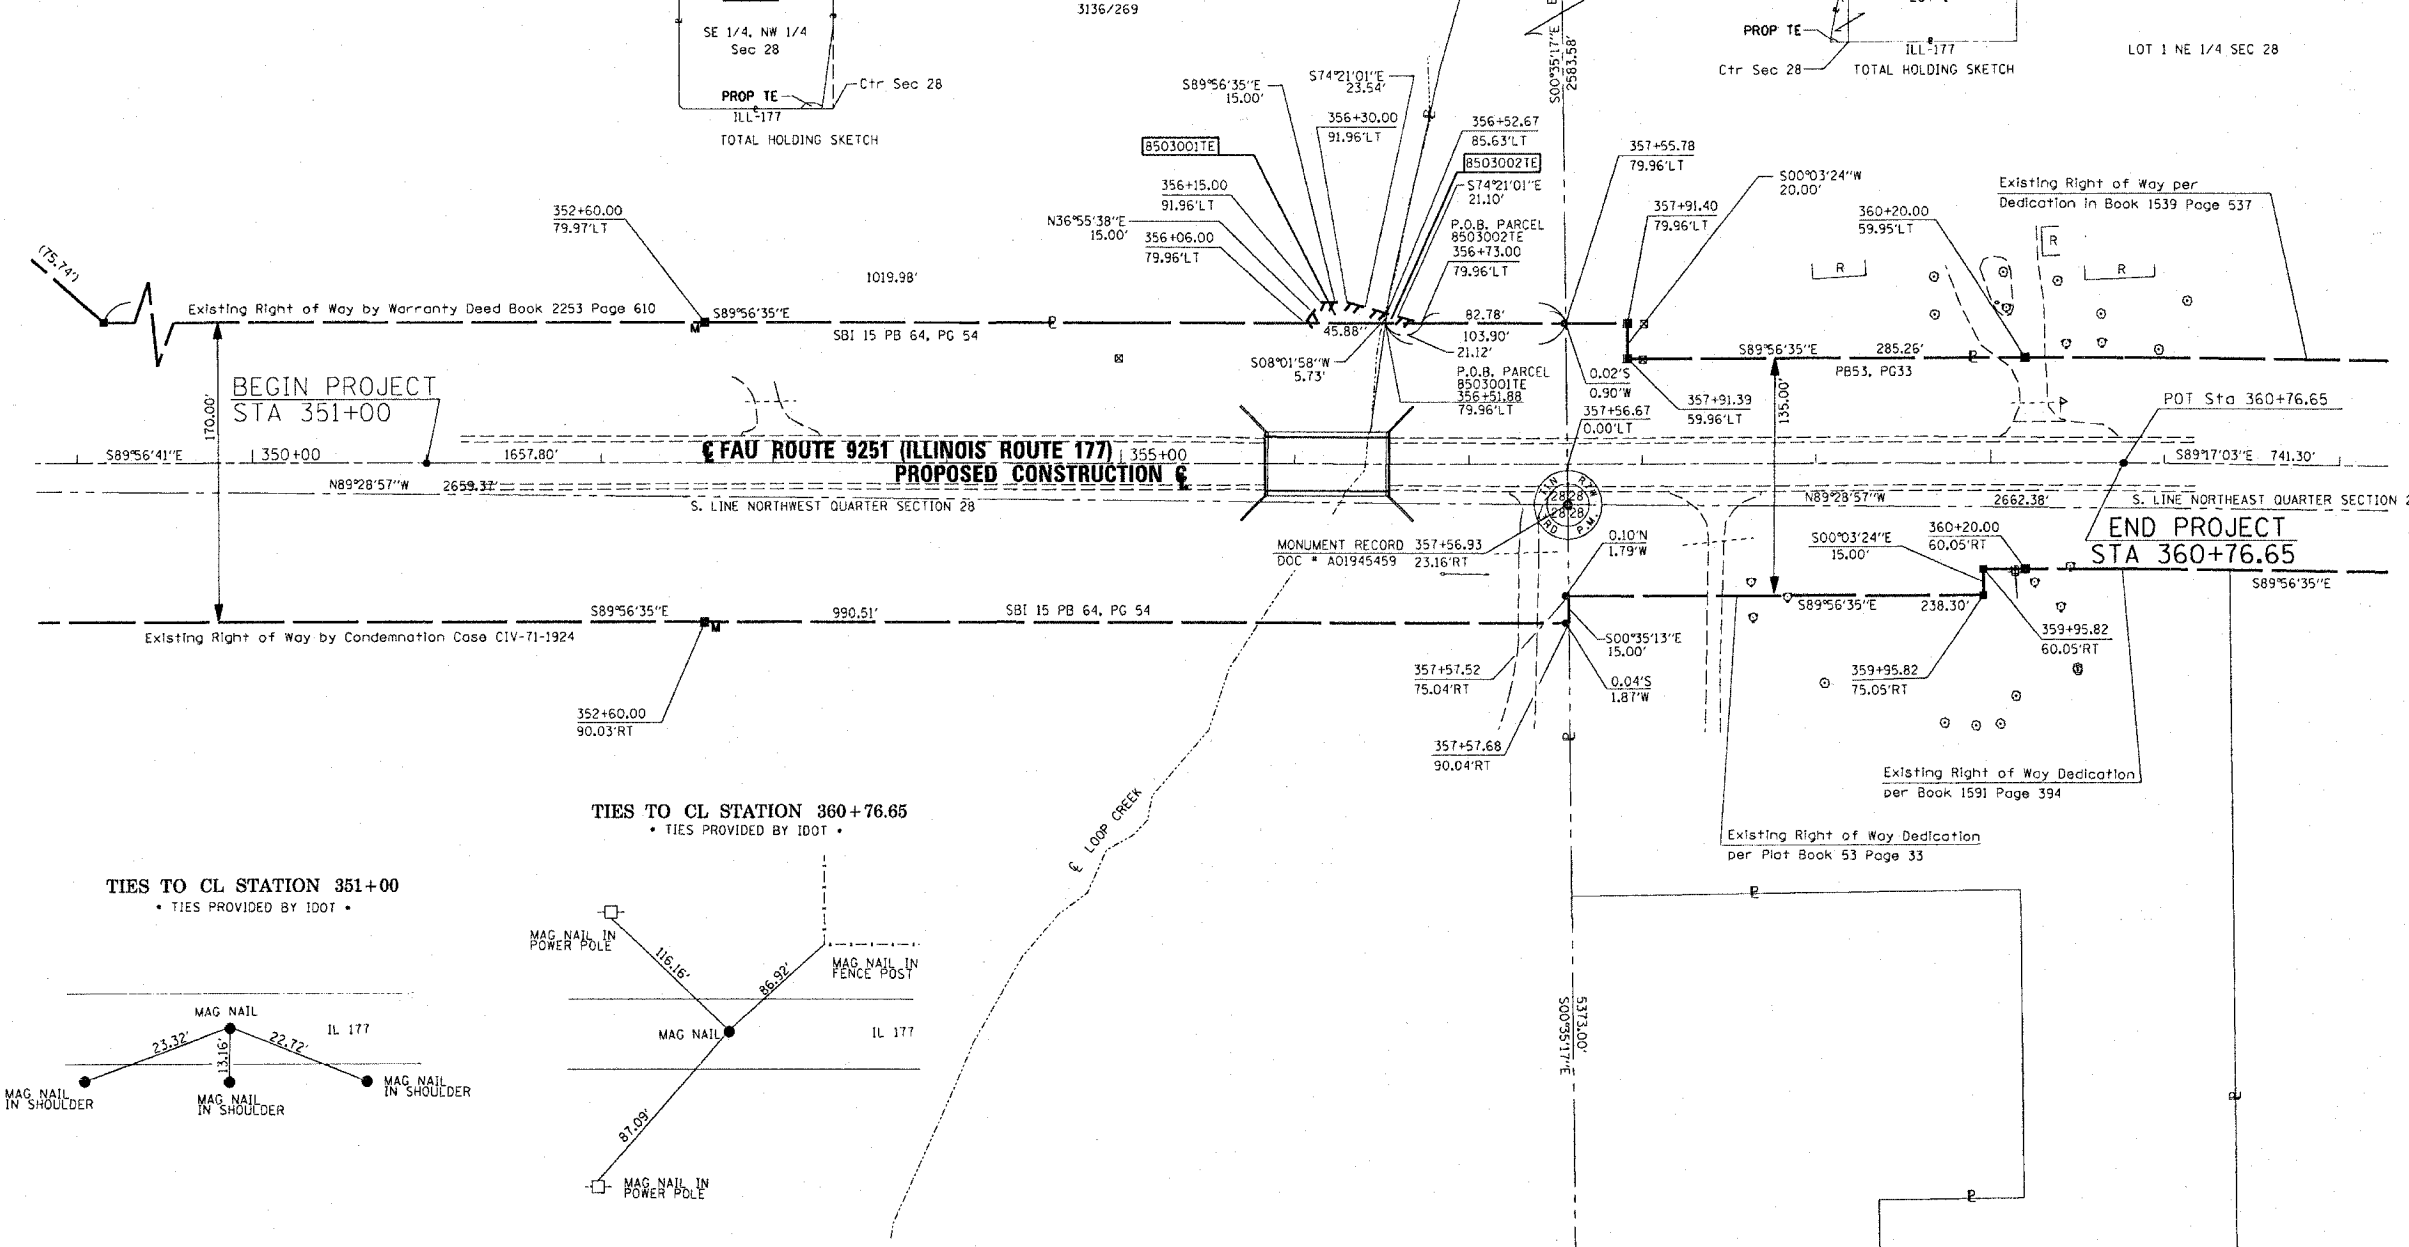 3136/269
SE 1/4, NW 1/4
Sec 28
PROP TE
Ctr Sec 28
ILL-177
TOTAL HOLDING SKETCH
S00°35'17"E
2583.58'
PROP TE
ILL-177
Ctr Sec 28
TOTAL HOLDING SKETCH
LOT 1 NE 1/4 SEC 28
S89°56'35"E
15.00'
S74°21'01"E
23.54'
356+30.00
91.96'LT
356+52.67
85.63'LT
8503001TE
8503002TE
S74°21'01"E
21.10'
357+55.78
79.96'LT
S00°03'24"W
20.00'
Existing Right of Way per
Dedication in Book 1539 Page 537
356+15.00
91.96'LT
N36°55'38"E
15.00'
356+06.00
79.96'LT
P.O.B. PARCEL
8503002TE
356+73.00
79.96'LT
357+91.40
79.96'LT
360+20.00
59.95'LT
352+60.00
79.97'LT
(75.74')
1019.98'
R
R
R
Existing Right of Way by Warranty Deed Book 2253 Page 610
M
S89°56'35"E
SBI 15 PB 64, PG 54
45.88'
82.78'
103.90'
21.12'
S08°01'58"W
5.73'
P.O.B. PARCEL
8503001TE
356+51.88
79.96'LT
0.02'S
0.90'W
357+56.67
0.00'LT
357+91.39
59.96'LT
S89°56'35"E
285.26'
PB53, PG33
135.00'
170.00'
BEGIN PROJECT
STA 351+00
POT Sta 360+76.65
S89°56'41"E
350+00
1657.80'
℄ FAU ROUTE 9251 (ILLINOIS ROUTE 177)
355+00
S89°17'03"E 741.30'
PROPOSED CONSTRUCTION ℄
N89°28'57"W 2659.37'
S. LINE NORTHWEST QUARTER SECTION 28
N89°28'57"W
2662.38'
S. LINE NORTHEAST QUARTER SECTION 2
T1N R7W
28 28
28 28
3RD P.M.
END PROJECT
STA 360+76.65
MONUMENT RECORD 357+56.93
DOC # A01945459 23.16'RT
0.10'N
1.79'W
S00°03'24"E
15.00'
360+20.00
60.05'RT
S89°56'35"E
S89°56'35"E
990.51'
SBI 15 PB 64, PG 54
S89°56'35"E
238.30'
Existing Right of Way by Condemnation Case CIV-71-1924
M
S00°35'13"E
15.00'
359+95.82
60.05'RT
357+57.52
75.04'RT
0.04'S
1.87'W
359+95.82
75.05'RT
352+60.00
90.03'RT
357+57.68
90.04'RT
Existing Right of Way Dedication
per Book 1591 Page 394
Existing Right of Way Dedication
per Plat Book 53 Page 33
℄ LOOP CREEK
5373.00'
S00°35'17"E
TIES TO CL STATION 360+76.65
* TIES PROVIDED BY IDOT *
MAG NAIL IN
POWER POLE
116.16'
86.92'
MAG NAIL IN
FENCE POST
MAG NAIL
IL 177
87.09'
MAG NAIL IN
POWER POLE
TIES TO CL STATION 351+00
* TIES PROVIDED BY IDOT *
MAG NAIL
IL 177
23.32'
13.16'
22.72'
MAG NAIL
IN SHOULDER
MAG NAIL
IN SHOULDER
MAG NAIL
IN SHOULDER